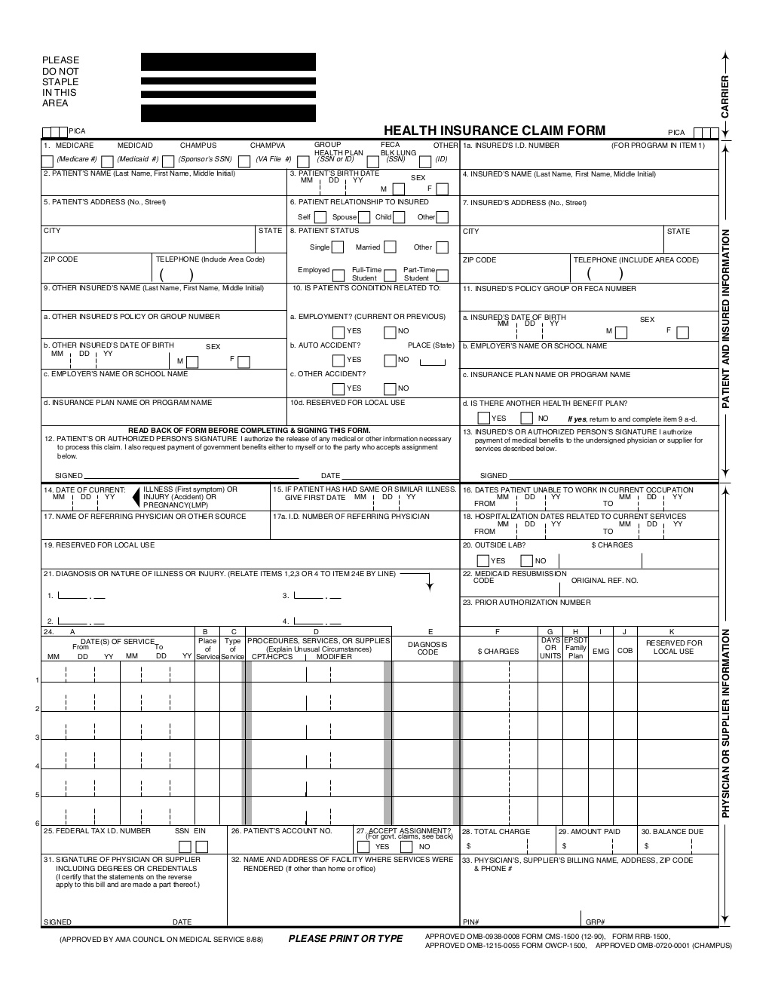 PLEASE
DO NOT
STAPLE
IN THIS
AREA
CARRIER
PICA
HEALTH INSURANCE CLAIM FORM
PICA
1. MEDICARE MEDICAID CHAMPUS CHAMPVA GROUP HEALTH PLAN FECA BLK LUNG OTHER
(Medicare #) (Medicaid #) (Sponsor's SSN) (VA File #) (SSN or ID) (SSN) (ID)
1a. INSURED'S I.D. NUMBER (FOR PROGRAM IN ITEM 1)
2. PATIENT'S NAME (Last Name, First Name, Middle Initial)
3. PATIENT'S BIRTH DATE
MM DD YY
SEX
M F
4. INSURED'S NAME (Last Name, First Name, Middle Initial)
5. PATIENT'S ADDRESS (No., Street)
6. PATIENT RELATIONSHIP TO INSURED
Self Spouse Child Other
7. INSURED'S ADDRESS (No., Street)
CITY STATE
8. PATIENT STATUS
Single Married Other
CITY STATE
ZIP CODE TELEPHONE (Include Area Code)
( )
Employed Full-Time Student Part-Time Student
ZIP CODE TELEPHONE (INCLUDE AREA CODE)
( )
9. OTHER INSURED'S NAME (Last Name, First Name, Middle Initial)
10. IS PATIENT'S CONDITION RELATED TO:
11. INSURED'S POLICY GROUP OR FECA NUMBER
a. OTHER INSURED'S POLICY OR GROUP NUMBER
a. EMPLOYMENT? (CURRENT OR PREVIOUS)
YES NO
a. INSURED'S DATE OF BIRTH
MM DD YY
SEX
M F
b. OTHER INSURED'S DATE OF BIRTH
MM DD YY
SEX
M F
b. AUTO ACCIDENT? PLACE (State)
YES NO
b. EMPLOYER'S NAME OR SCHOOL NAME
c. EMPLOYER'S NAME OR SCHOOL NAME
c. OTHER ACCIDENT?
YES NO
c. INSURANCE PLAN NAME OR PROGRAM NAME
d. INSURANCE PLAN NAME OR PROGRAM NAME
10d. RESERVED FOR LOCAL USE
d. IS THERE ANOTHER HEALTH BENEFIT PLAN?
YES NO If yes, return to and complete item 9 a-d.
READ BACK OF FORM BEFORE COMPLETING & SIGNING THIS FORM.
12. PATIENT'S OR AUTHORIZED PERSON'S SIGNATURE I authorize the release of any medical or other information necessary
to process this claim. I also request payment of government benefits either to myself or to the party who accepts assignment
below.
SIGNED DATE
13. INSURED'S OR AUTHORIZED PERSON'S SIGNATURE I authorize
payment of medical benefits to the undersigned physician or supplier for
services described below.
SIGNED
PATIENT AND INSURED INFORMATION
14. DATE OF CURRENT:
MM DD YY
ILLNESS (First symptom) OR
INJURY (Accident) OR
PREGNANCY(LMP)
15. IF PATIENT HAS HAD SAME OR SIMILAR ILLNESS.
GIVE FIRST DATE MM DD YY
16. DATES PATIENT UNABLE TO WORK IN CURRENT OCCUPATION
MM DD YY MM DD YY
FROM TO
17. NAME OF REFERRING PHYSICIAN OR OTHER SOURCE
17a. I.D. NUMBER OF REFERRING PHYSICIAN
18. HOSPITALIZATION DATES RELATED TO CURRENT SERVICES
MM DD YY MM DD YY
FROM TO
19. RESERVED FOR LOCAL USE
20. OUTSIDE LAB? $ CHARGES
YES NO
21. DIAGNOSIS OR NATURE OF ILLNESS OR INJURY. (RELATE ITEMS 1,2,3 OR 4 TO ITEM 24E BY LINE)
1. . 3. .
2. . 4. .
22. MEDICAID RESUBMISSION
CODE ORIGINAL REF. NO.
23. PRIOR AUTHORIZATION NUMBER
24. A B C D E F G H I J K
DATE(S) OF SERVICE
From To
MM DD YY MM DD YY
Place
of
Service
Type
of
Service
PROCEDURES, SERVICES, OR SUPPLIES
(Explain Unusual Circumstances)
CPT/HCPCS MODIFIER
DIAGNOSIS
CODE
$ CHARGES
DAYS
OR
UNITS
EPSDT
Family
Plan
EMG
COB
RESERVED FOR
LOCAL USE
1
2
3
4
5
6
PHYSICIAN OR SUPPLIER INFORMATION
25. FEDERAL TAX I.D. NUMBER SSN EIN
26. PATIENT'S ACCOUNT NO.
27. ACCEPT ASSIGNMENT?
(For govt. claims, see back)
YES NO
28. TOTAL CHARGE
$
29. AMOUNT PAID
$
30. BALANCE DUE
$
31. SIGNATURE OF PHYSICIAN OR SUPPLIER
INCLUDING DEGREES OR CREDENTIALS
(I certify that the statements on the reverse
apply to this bill and are made a part thereof.)
SIGNED DATE
32. NAME AND ADDRESS OF FACILITY WHERE SERVICES WERE
RENDERED (If other than home or office)
33. PHYSICIAN'S, SUPPLIER'S BILLING NAME, ADDRESS, ZIP CODE
& PHONE #
PIN# GRP#
(APPROVED BY AMA COUNCIL ON MEDICAL SERVICE 8/88)
PLEASE PRINT OR TYPE
APPROVED OMB-0938-0008 FORM CMS-1500 (12-90), FORM RRB-1500,
APPROVED OMB-1215-0055 FORM OWCP-1500, APPROVED OMB-0720-0001 (CHAMPUS)